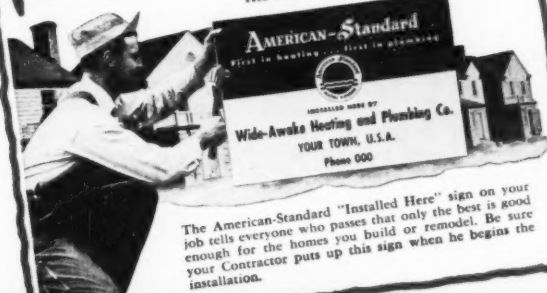 AMERICAN-Standard
First in heating . . . first in plumbing
INSTALLED HERE BY
Wide-Awake Heating and Plumbing Co.
YOUR TOWN, U.S.A.
Phone 000
The American-Standard "Installed Here" sign on your
job tells everyone who passes that only the best is good
enough for the homes you build or remodel. Be sure
your Contractor puts up this sign when he begins the
installation.